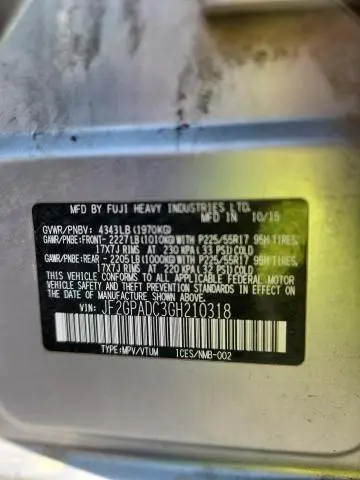 MFD BY FUJI HEAVY INDUSTRIES LTD.
MFD IN 10/15
GVWR/PNBV: 4343LB(1970KG)
GAWR/PNBE:FRONT- 2227LB(1010KG)WITH P225/55R17 95H TIRES,
17X7J RIMS AT 230 KPA(33 PSI)COLD
GAWR/PNBE:REAR - 2205LB(1000KG)WITH P225/55R17 95H TIRES,
17X7J RIMS AT 220 KPA(32 PSI)COLD
THIS VEHICLE CONFORMS TO ALL APPLICABLE FEDERAL MOTOR
VEHICLE SAFETY, BUMPER, AND THEFT PREVENTION
STANDARDS IN EFFECT ON THE DATE OF
MANUFACTURE SHOWN ABOVE.
VIN: JF2GPADC3GH210318
TYPE:MPV/VTUM ICES/NMB-002